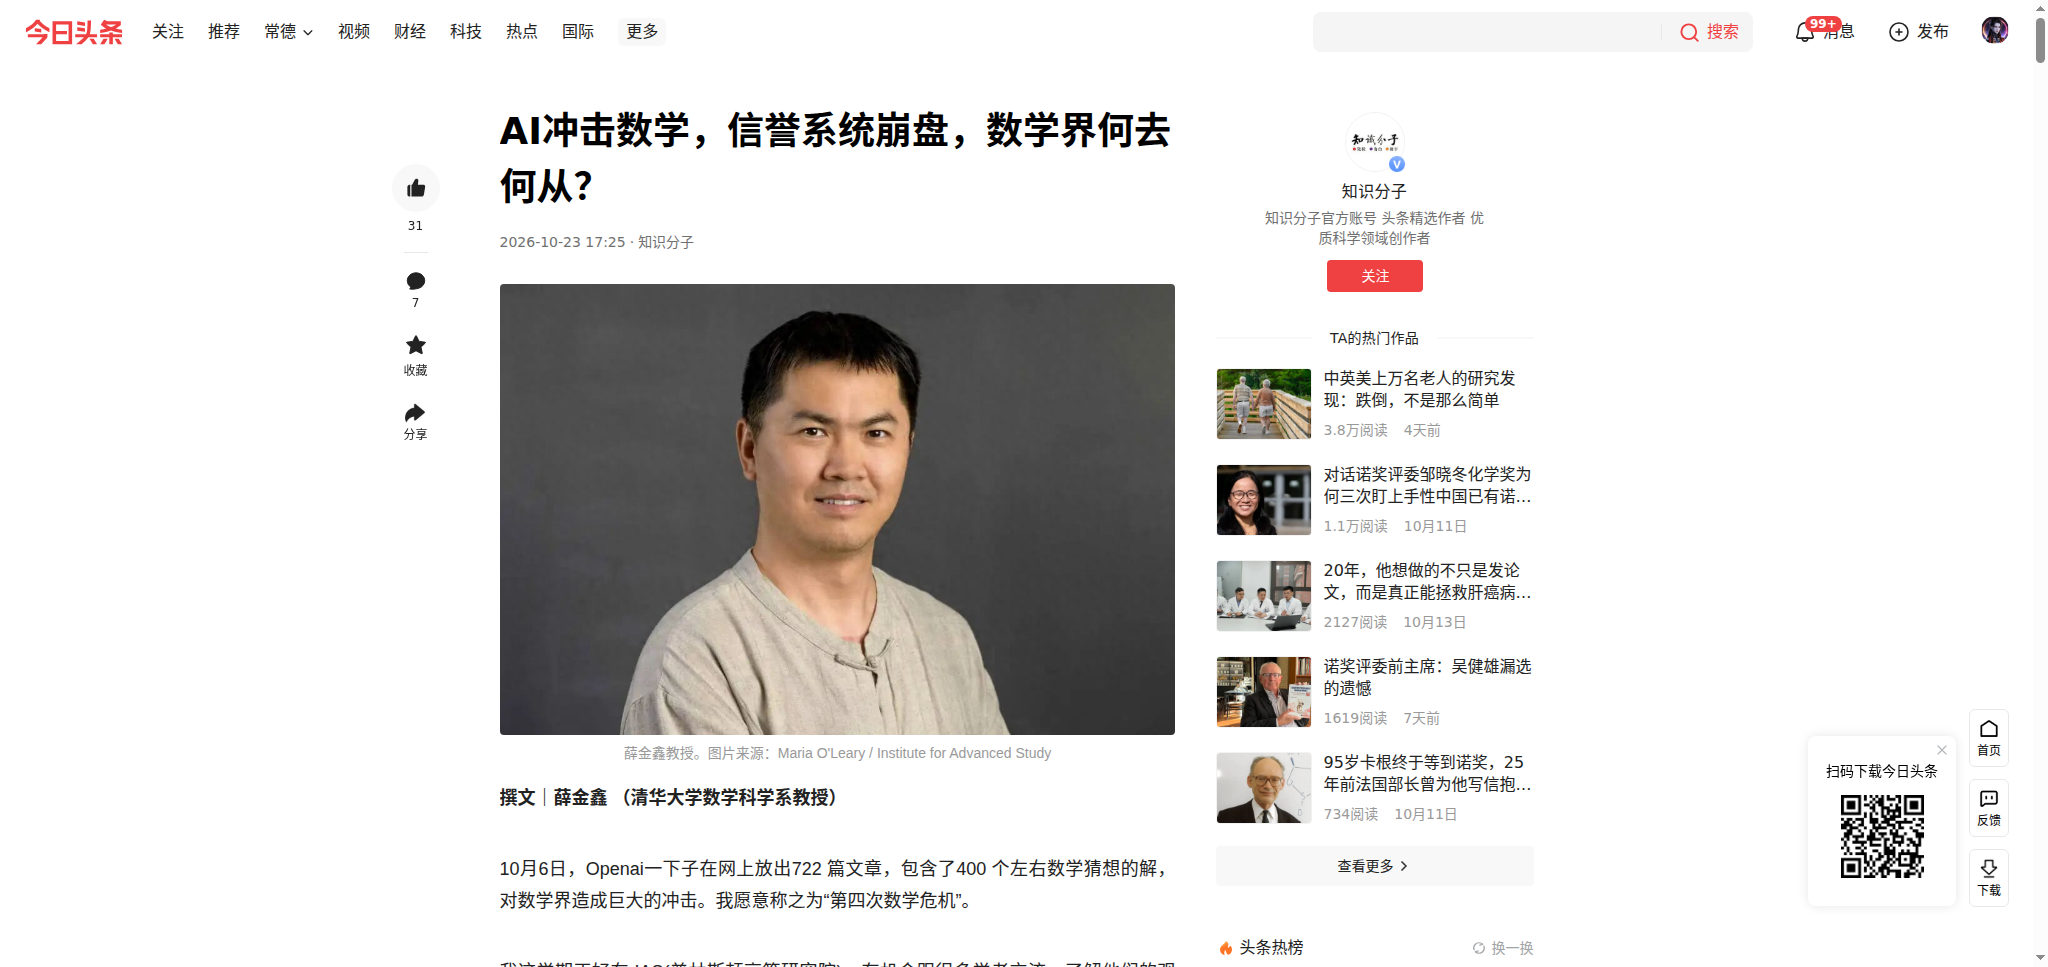 今日头条
关注 推荐 常德 视频 财经 科技 热点 国际 更多
搜索
99+
消息
发布
AI冲击数学，信誉系统崩盘，数学界何去
何从？
2026-10-23 17:25 · 知识分子
31
7
收藏
分享
薛金鑫教授。图片来源：Maria O'Leary / Institute for Advanced Study
撰文｜薛金鑫 （清华大学数学科学系教授）
10月6日，Openai一下子在网上放出722 篇文章，包含了400 个左右数学猜想的解，
对数学界造成巨大的冲击。我愿意称之为“第四次数学危机”。
知识分子
V
知识分子
知识分子官方账号 头条精选作者 优
质科学领域创作者
关注
TA的热门作品
中英美上万名老人的研究发
现：跌倒，不是那么简单
3.8万阅读 4天前
对话诺奖评委邹晓冬化学奖为
何三次盯上手性中国已有诺...
1.1万阅读 10月11日
20年，他想做的不只是发论
文，而是真正能拯救肝癌病...
2127阅读 10月13日
诺奖评委前主席：吴健雄漏选
的遗憾
1619阅读 7天前
95岁卡根终于等到诺奖，25
年前法国部长曾为他写信抱...
734阅读 10月11日
查看更多
头条热榜
换一换
扫码下载今日头条
首页
反馈
下载